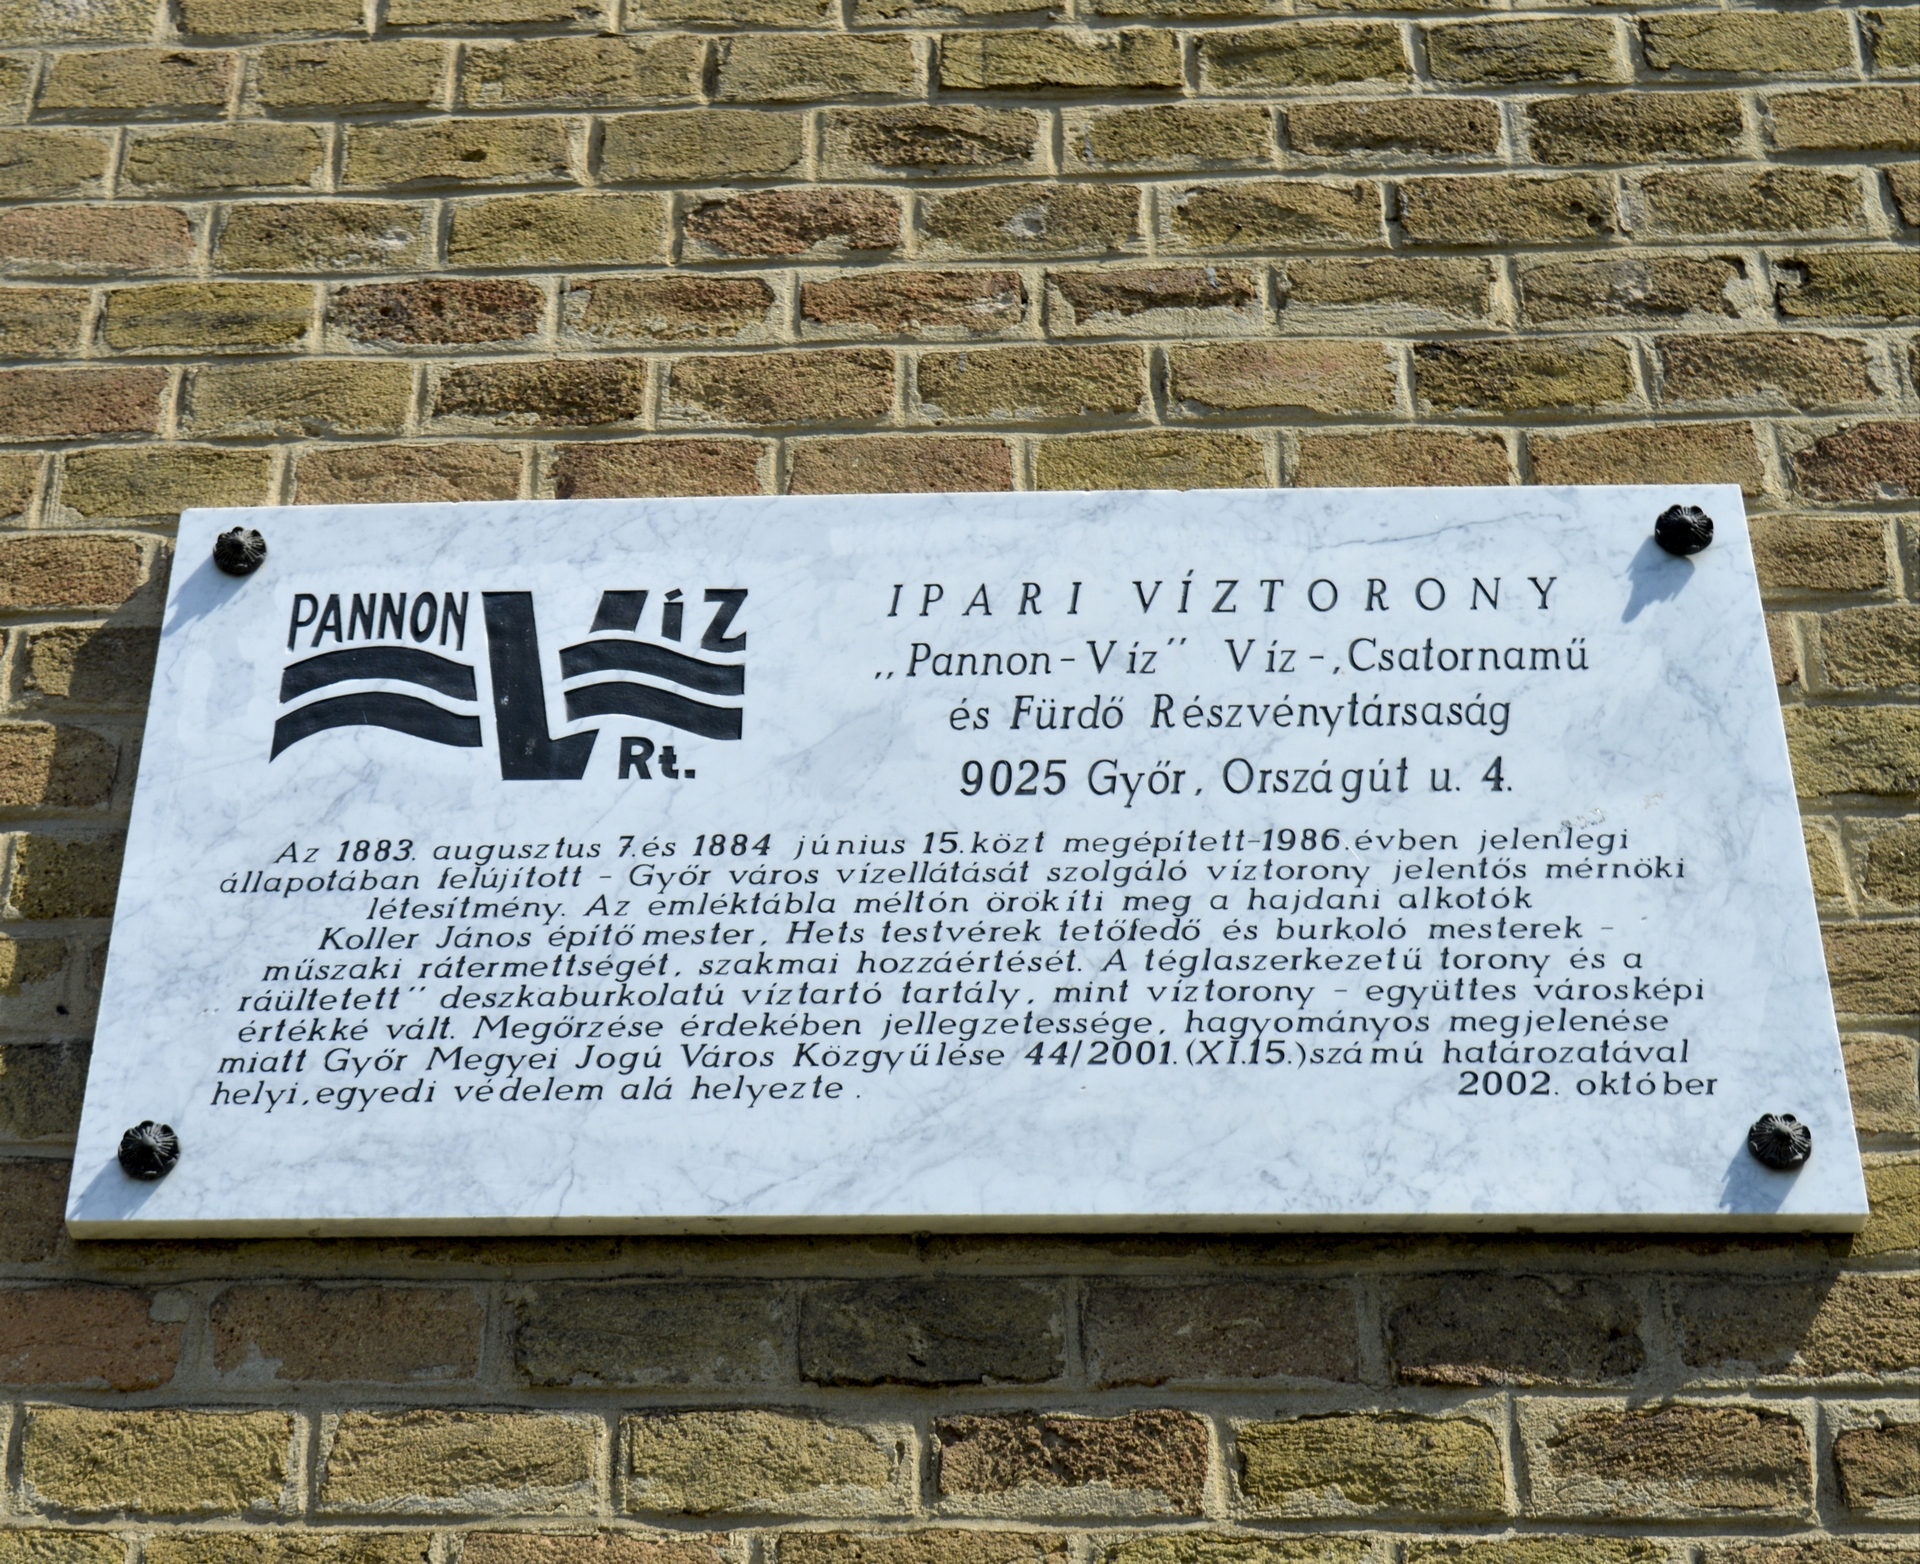 PANNON VÍZ
Rt.
IPARI VÍZTORONY
„Pannon-Víz” Víz-,Csatornamű
és Fürdő Részvénytársaság
9025 Győr, Országút u. 4.
Az 1883. augusztus 7.és 1884 június 15.közt megépített-1986.évben jelenlegi
állapotában felújított - Győr város vízellátását szolgáló víztorony jelentős mérnöki
létesítmény. Az emléktábla méltón örökíti meg a hajdani alkotók
Koller János építőmester, Hets testvérek tetőfedő és burkoló mesterek -
műszaki rátermettségét, szakmai hozzáértését. A téglaszerkezetű torony és a
„ráültetett” deszkaburkolatú víztartó tartály, mint víztorony - együttes városképi
értékké vált. Megőrzése érdekében jellegzetessége, hagyományos megjelenése
miatt Győr Megyei Jogú Város Közgyűlése 44/2001.(XI.15.)számú határozatával
helyi,egyedi védelem alá helyezte. 2002. október